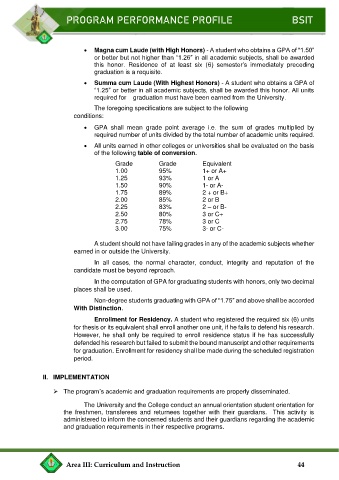 PROGRAM PERFORMANCE PROFILE BSIT
• Magna cum Laude (with High Honors) - A student who obtains a GPA of "1.50"
or better but not higher than "1.26" in all academic subjects, shall be awarded
this honor. Residence of at least six (6) semester's immediately preceding
graduation is a requisite.
• Summa cum Laude (With Highest Honors) - A student who obtains a GPA of
"1.25" or better in all academic subjects, shall be awarded this honor. All units
required for graduation must have been earned from the University.
The foregoing specifications are subject to the following
conditions:
• GPA shall mean grade point average i.e. the sum of grades multiplied by
required number of units divided by the total number of academic units required.
• All units earned in other colleges or universities shall be evaluated on the basis
of the following table of conversion.
Grade Grade Equivalent
1.00 95% 1+ or A+
1.25 93% 1 or A
1.50 90% 1- or A-
1.75 89% 2 + or B+
2.00 85% 2 or B
2.25 83% 2 – or B-
2.50 80% 3 or C+
2.75 78% 3 or C
3.00 75% 3- or C-
A student should not have failing grades in any of the academic subjects whether
earned in or outside the University.
In all cases, the normal character, conduct, integrity and reputation of the
candidate must be beyond reproach.
In the computation of GPA for graduating students with honors, only two decimal
places shall be used.
Non-degree students graduating with GPA of "1.75" and above shall be accorded
With Distinction.
Enrollment for Residency. A student who registered the required six (6) units
for thesis or its equivalent shall enroll another one unit, if he fails to defend his research.
However, he shall only be required to enroll residence status if he has successfully
defended his research but failed to submit the bound manuscript and other requirements
for graduation. Enrollment for residency shall be made during the scheduled registration
period.
II. IMPLEMENTATION
➢ The program's academic and graduation requirements are properly disseminated.
The University and the College conduct an annual orientation student orientation for
the freshmen, transferees and returnees together with their guardians. This activity is
administered to inform the concerned students and their guardians regarding the academic
and graduation requirements in their respective programs.
Area III: Curriculum and Instruction 44